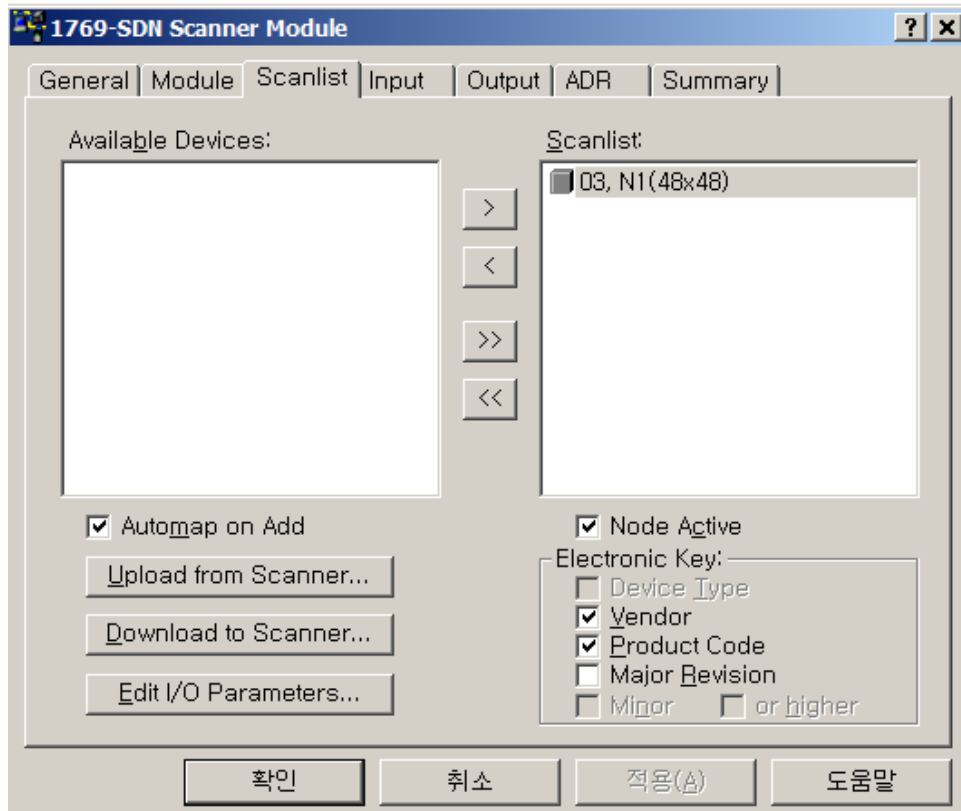 1769-SDN Scanner Module
General Module Scanlist Input Output ADR Summary
Available Devices:
Scanlist:
03, N1(48x48)
>
<
>>
<<
Automap on Add
Node Active
Upload from Scanner...
Electronic Key:
Device Type
Vendor
Download to Scanner...
Product Code
Major Revision
Edit I/O Parameters...
Minor or higher
확인 취소 적용(A) 도움말